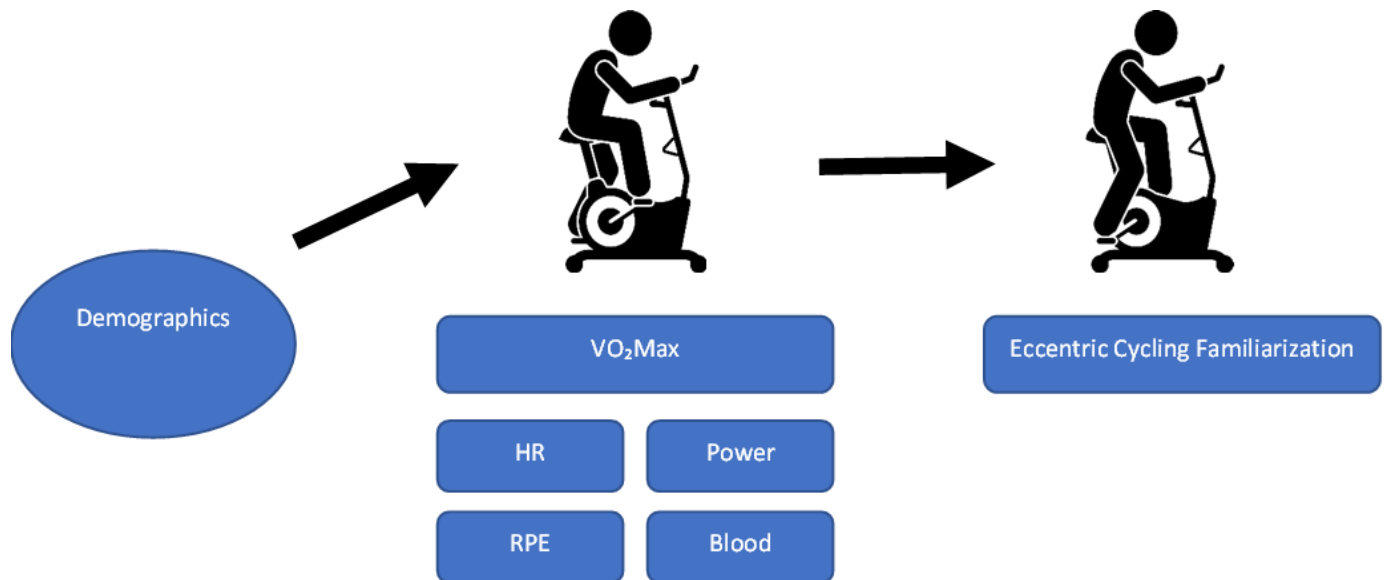 Demographics
VO₂Max
Eccentric Cycling Familiarization
HR
Power
RPE
Blood